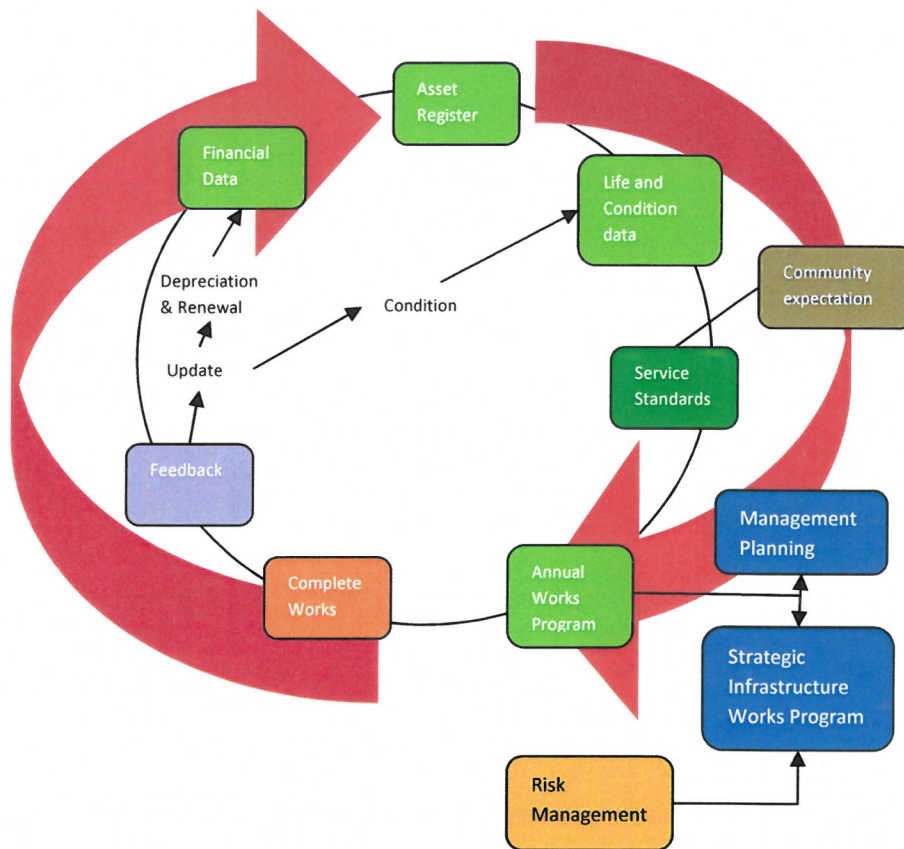 Asset
Register
Financial
Data
Life and
Condition
data
Community
expectation
Depreciation
& Renewal
Condition
Update
Service
Standards
Feedback
Management
Planning
Complete
Works
Annual
Works
Program
Strategic
Infrastructure
Works Program
Risk
Management